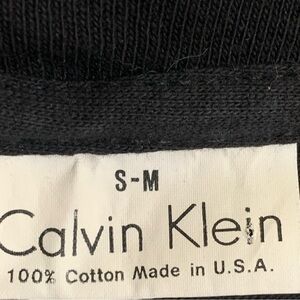 S-M
Calvin Klein
100% Cotton Made in U.S.A.